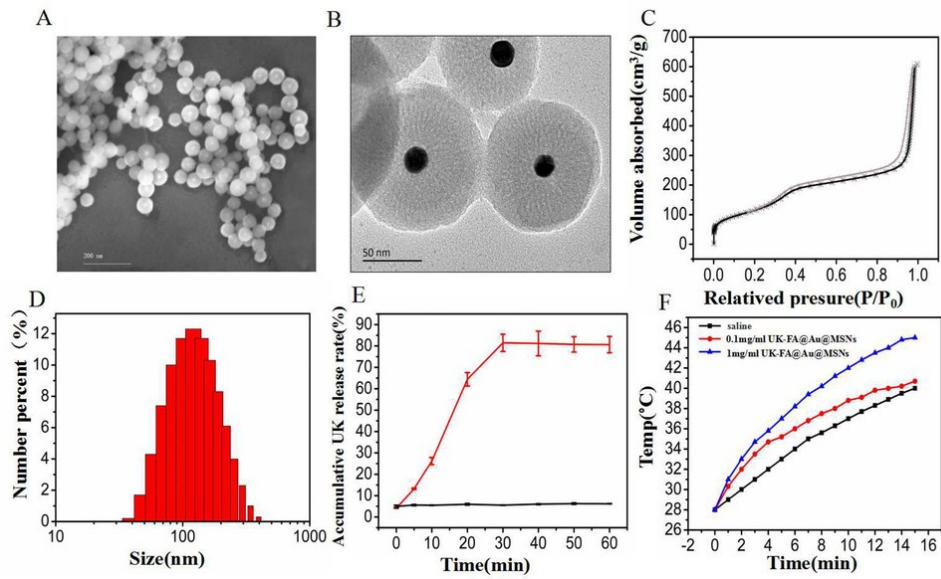 A
200 nm
B
50 nm
C
Volume absorbed(cm³/g)
700
600
500
400
300
200
100
0
0.0 0.2 0.4 0.6 0.8 1.0
Relatived presure(P/P₀)
D
Number percent (%)
12
10
8
6
4
2
0
10 100 1000
Size(nm)
E
Accumulative UK release rate(%)
90
80
70
60
50
40
30
20
10
0
0 10 20 30 40 50 60
Time(min)
F
saline
0.1mg/ml UK-FA@Au@MSNs
1mg/ml UK-FA@Au@MSNs
Temp(°C)
46
44
42
40
38
36
34
32
30
28
26
-2 0 2 4 6 8 10 12 14 16
Time(min)